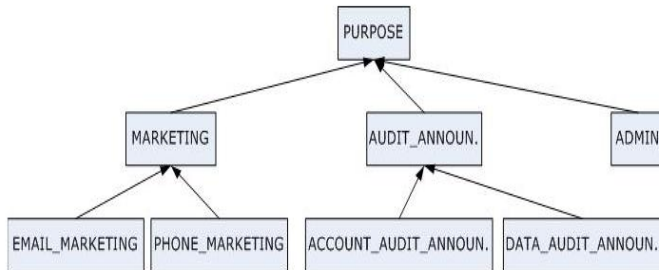 PURPOSE
MARKETING
AUDIT_ANNOUN.
ADMIN
EMAIL_MARKETING
PHONE_MARKETING
ACCOUNT_AUDIT_ANNOUN.
DATA_AUDIT_ANNOUN.